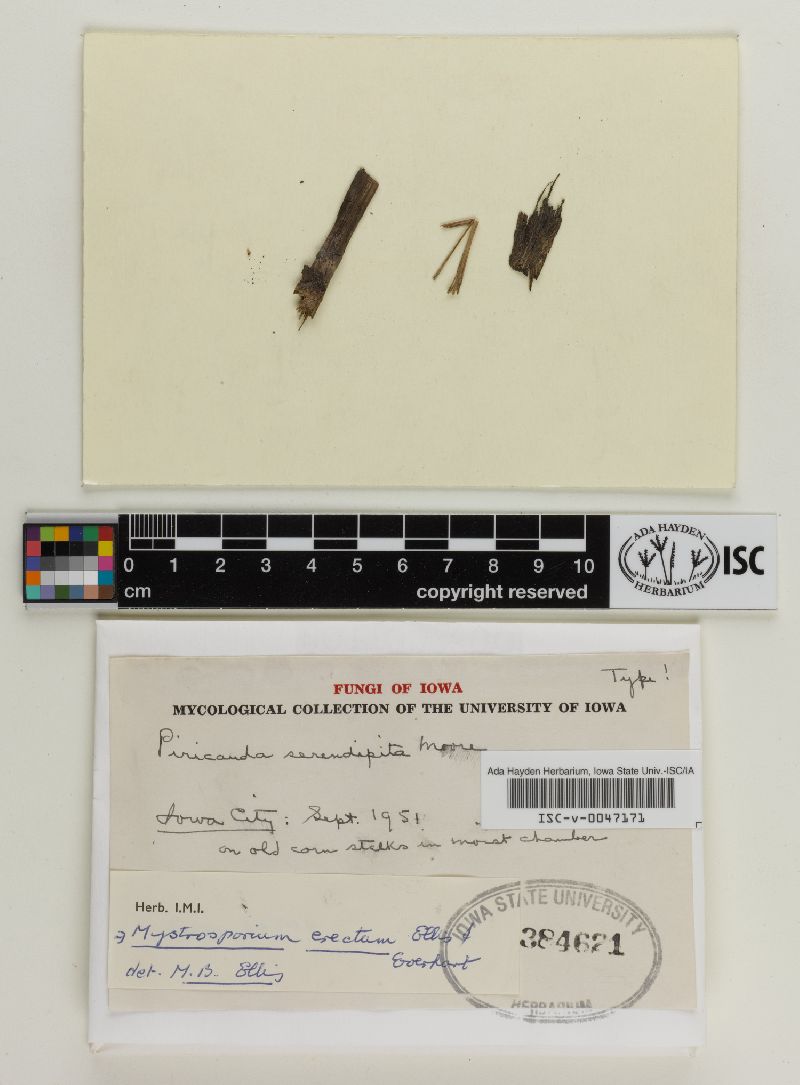 0 1 2 3 4 5 6 7 8 9 10
cm copyright reserved
ADA HAYDEN
HERBARIUM
ISC
Type!
FUNGI OF IOWA
MYCOLOGICAL COLLECTION OF THE UNIVERSITY OF IOWA
Piricauda serendipita Moore
Ada Hayden Herbarium, Iowa State Univ.-ISC/IA
ISC-v-0047171
Iowa City: Sept. 1951
on old corn stalks in moist chamber
Herb. I.M.I.
Mystrosporium erectum Ellis &
Everhart
det. M.B. Ellis
IOWA STATE UNIVERSITY
384621
HERBARIUM